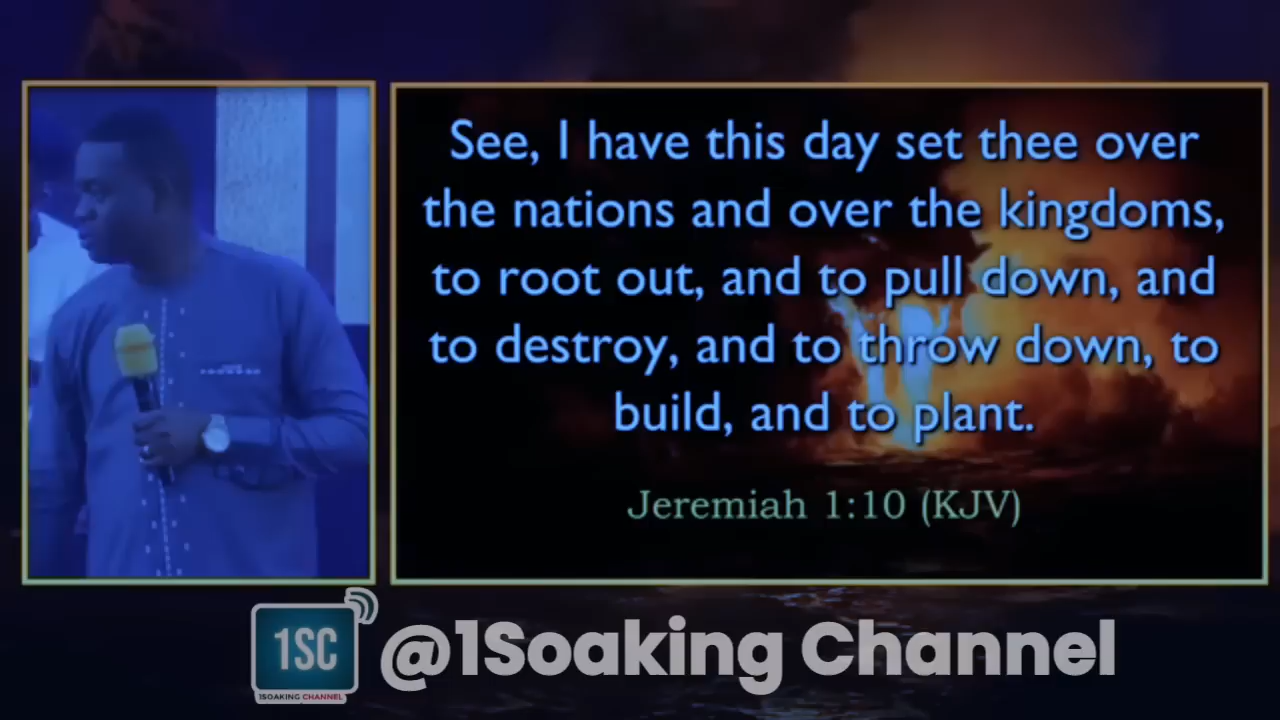 See, I have this day set thee over
the nations and over the kingdoms,
to root out, and to pull down, and
to destroy, and to throw down, to
build, and to plant.
Jeremiah 1:10 (KJV)
1SC
@1Soaking Channel
1SOAKING CHANNEL